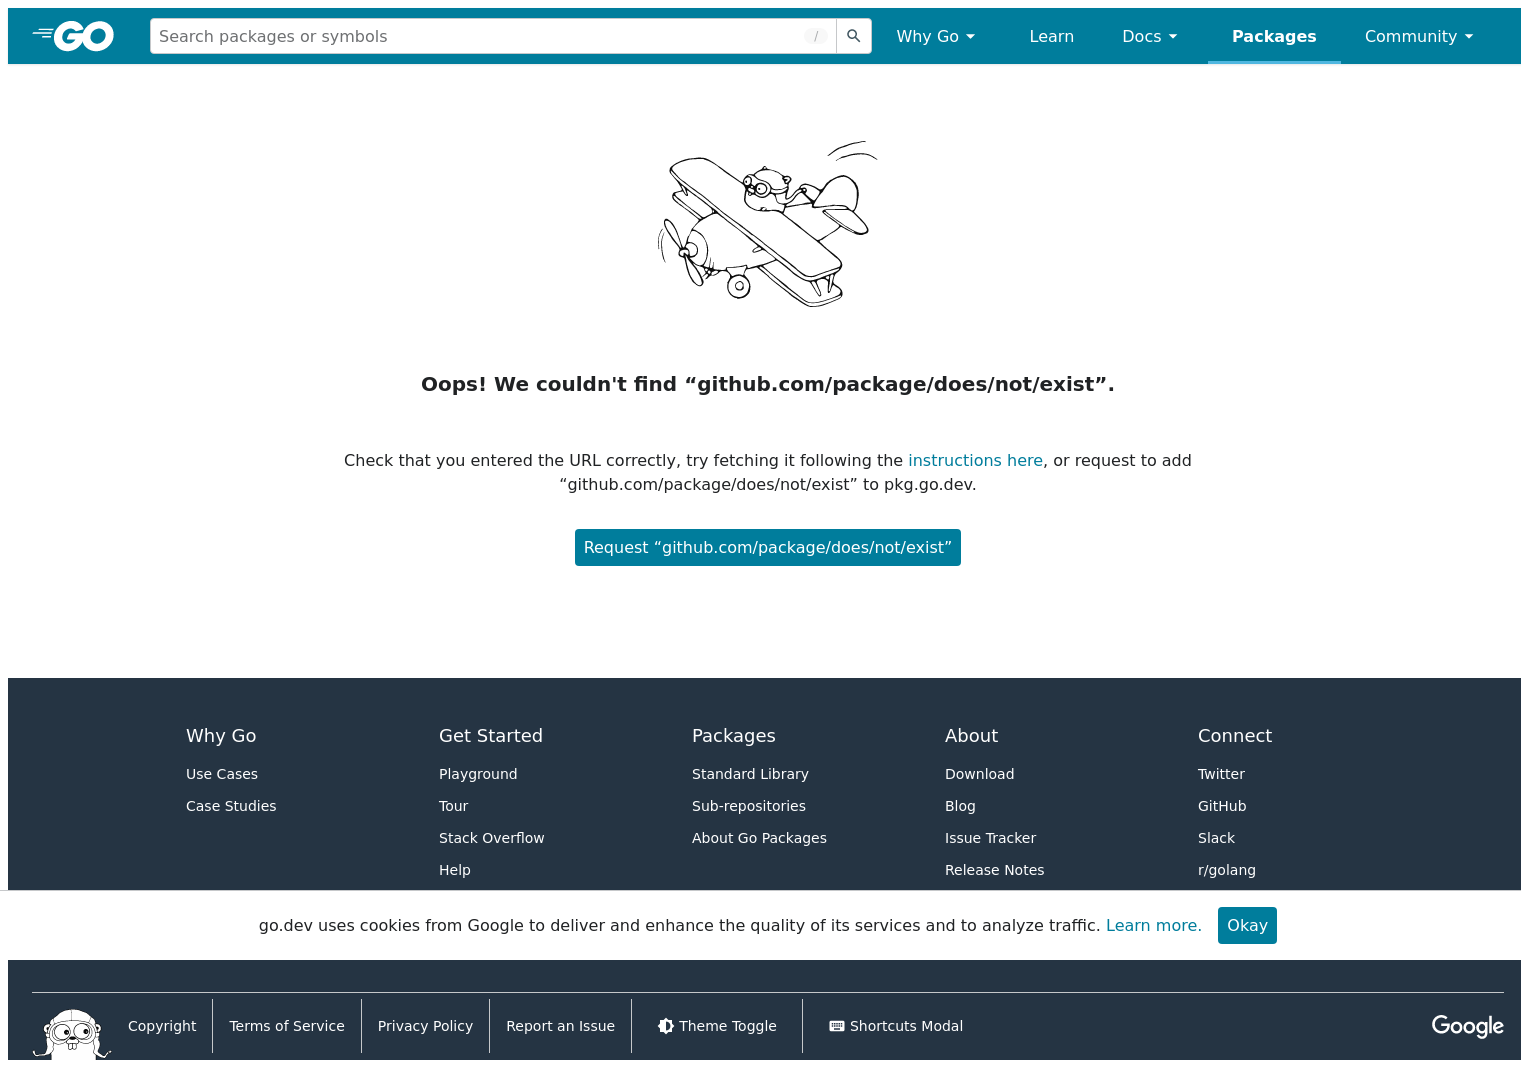 GO
Search packages or symbols /
Why Go
Learn
Docs
Packages
Community
Oops! We couldn't find “github.com/package/does/not/exist”.
Check that you entered the URL correctly, try fetching it following the instructions here, or request to add
“github.com/package/does/not/exist” to pkg.go.dev.
Request “github.com/package/does/not/exist”
Why Go
Use Cases
Case Studies
Get Started
Playground
Tour
Stack Overflow
Help
Packages
Standard Library
Sub-repositories
About Go Packages
About
Download
Blog
Issue Tracker
Release Notes
Connect
Twitter
GitHub
Slack
r/golang
go.dev uses cookies from Google to deliver and enhance the quality of its services and to analyze traffic. Learn more.
Okay
Copyright
Terms of Service
Privacy Policy
Report an Issue
Theme Toggle
Shortcuts Modal
Google